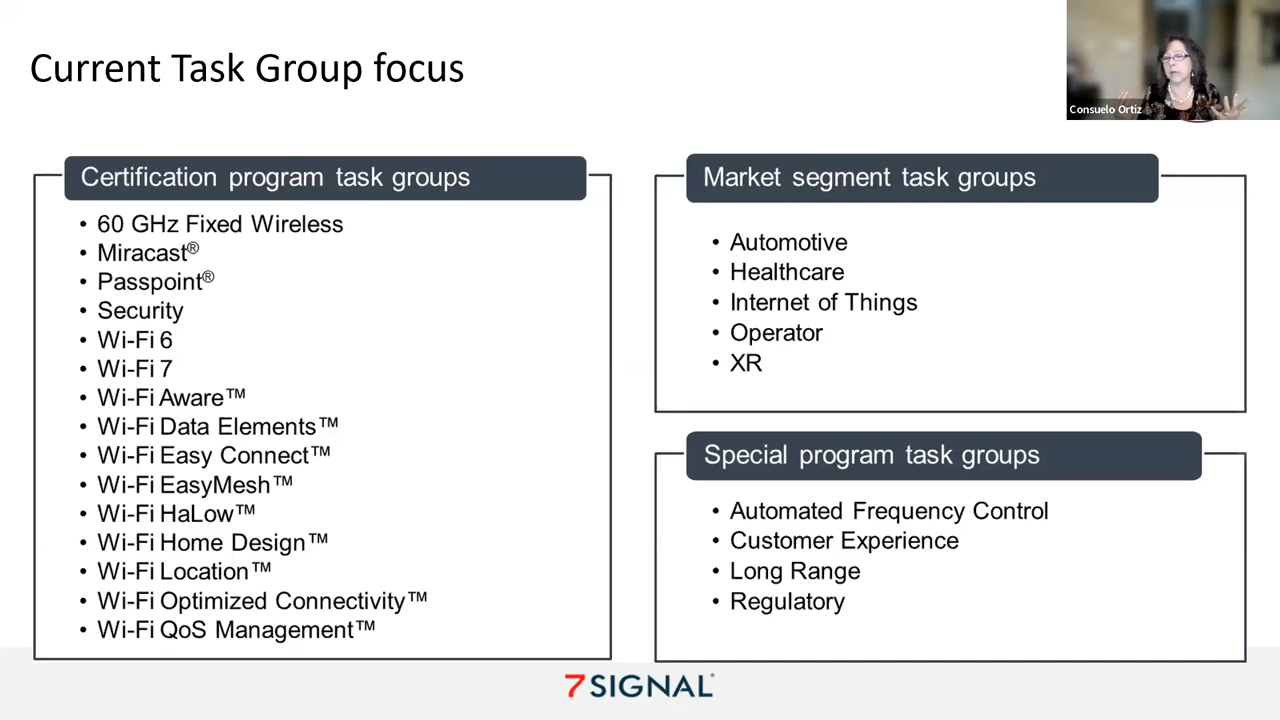 Current Task Group focus
Consuelo Ortiz
Certification program task groups
• 60 GHz Fixed Wireless
• Miracast®
• Passpoint®
• Security
• Wi-Fi 6
• Wi-Fi 7
• Wi-Fi Aware™
• Wi-Fi Data Elements™
• Wi-Fi Easy Connect™
• Wi-Fi EasyMesh™
• Wi-Fi HaLow™
• Wi-Fi Home Design™
• Wi-Fi Location™
• Wi-Fi Optimized Connectivity™
• Wi-Fi QoS Management™
Market segment task groups
• Automotive
• Healthcare
• Internet of Things
• Operator
• XR
Special program task groups
• Automated Frequency Control
• Customer Experience
• Long Range
• Regulatory
7SIGNAL®